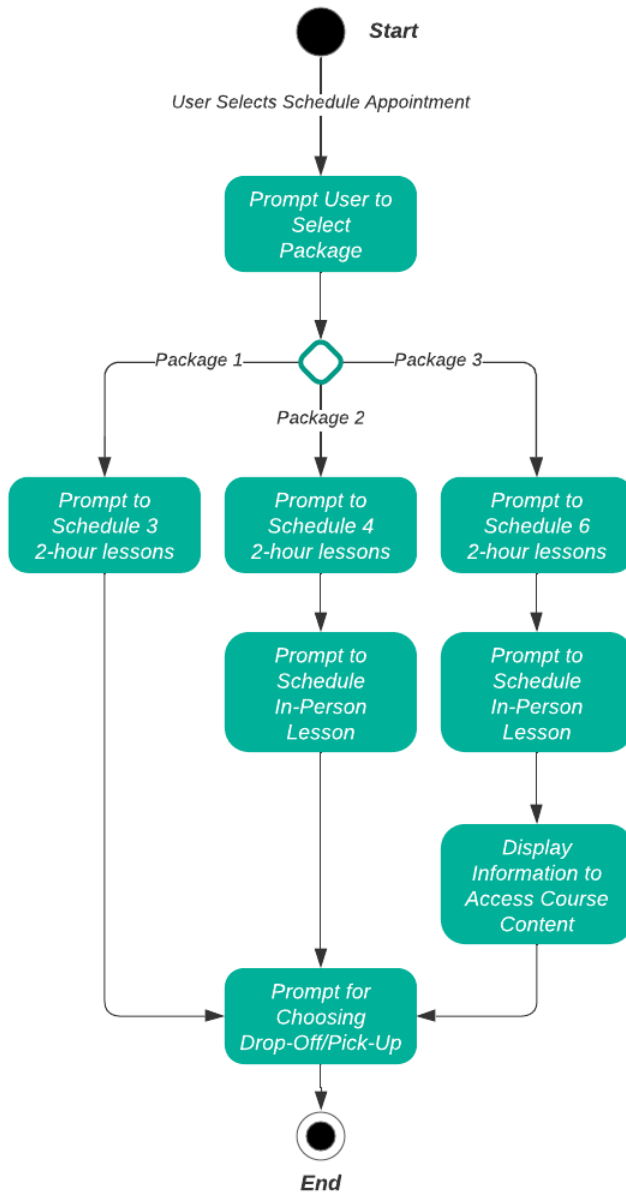 Start
User Selects Schedule Appointment
Prompt User to
Select
Package
Package 1
Package 3
Package 2
Prompt to
Schedule 3
2-hour lessons
Prompt to
Schedule 4
2-hour lessons
Prompt to
Schedule 6
2-hour lessons
Prompt to
Schedule
In-Person
Lesson
Prompt to
Schedule
In-Person
Lesson
Display
Information to
Access Course
Content
Prompt for
Choosing
Drop-Off/Pick-Up
End